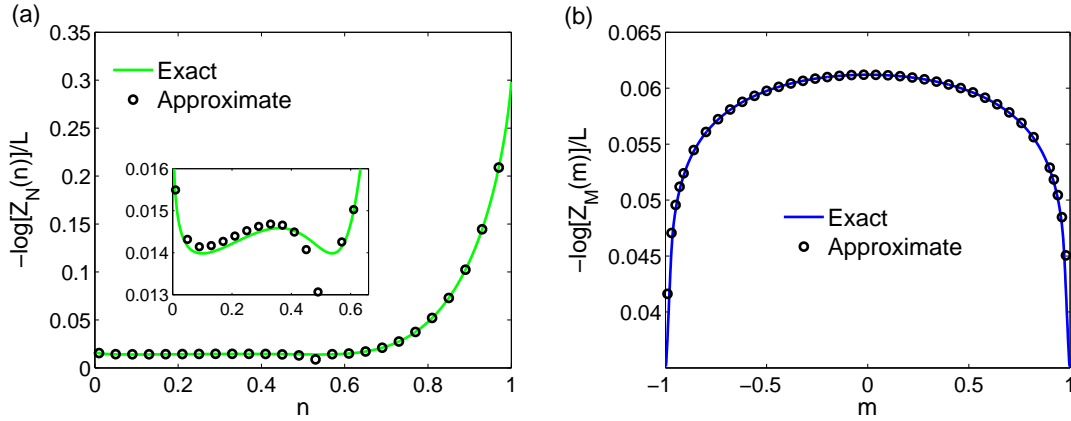 (a)
0.35
0.3
0.25
0.2
0.15
0.1
0.05
0
−log[Z_N(n)]/L
Exact
Approximate
0.016
0.015
0.014
0.013
0 0.2 0.4 0.6
0 0.2 0.4 0.6 0.8 1
n
(b)
0.065
0.06
0.055
0.05
0.045
0.04
−log[Z_M(m)]/L
Exact
Approximate
−1 −0.5 0 0.5 1
m